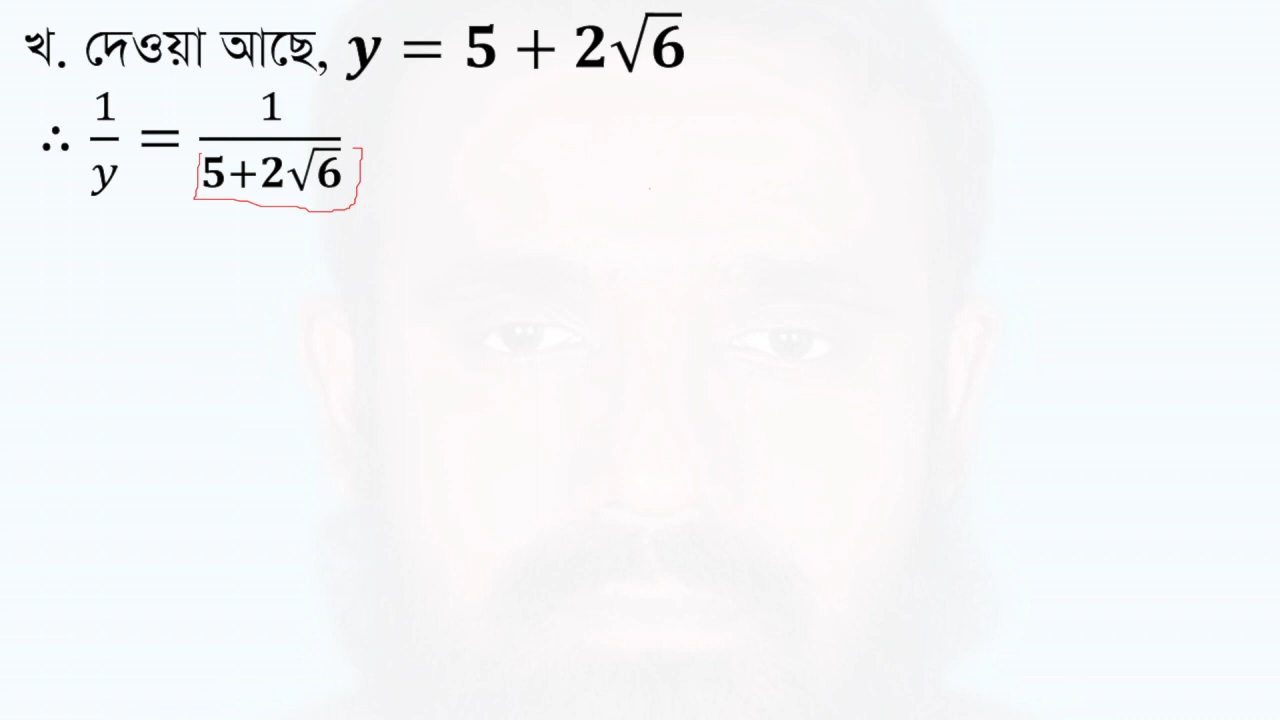 খ. দেওয়া আছে, y = 5 + 2√6
∴ 1/y = 1/(5+2√6)